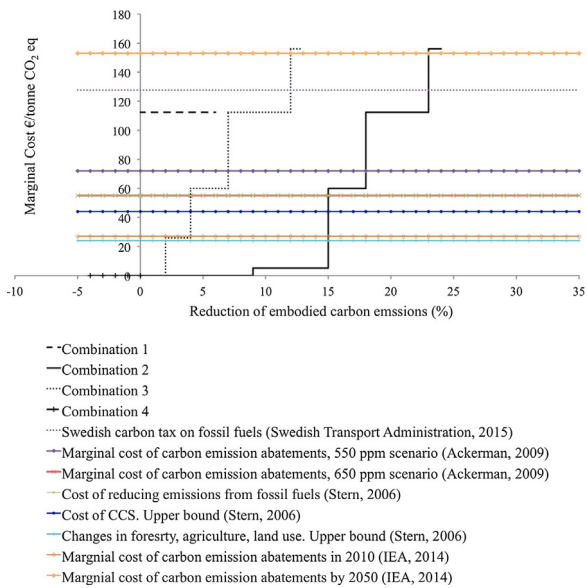 Marginal Cost €/tonne CO2 eq
180
160
140
120
100
80
60
40
20
0
-10 -5 0 5 10 15 20 25 30 35
Reduction of embodied carbon emssions (%)
Combination 1
Combination 2
Combination 3
Combination 4
Swedish carbon tax on fossil fuels (Swedish Transport Administration, 2015)
Marginal cost of carbon emission abatements, 550 ppm scenario (Ackerman, 2009)
Marginal cost of carbon emission abatements, 650 ppm scenario (Ackerman, 2009)
Cost of reducing emissions from fossil fuels (Stern, 2006)
Cost of CCS. Upper bound (Stern, 2006)
Changes in foresrty, agriculture, land use. Upper bound (Stern, 2006)
Margnial cost of carbon emission abatements in 2010 (IEA, 2014)
Marginal cost of carbon emission abatements by 2050 (IEA, 2014)